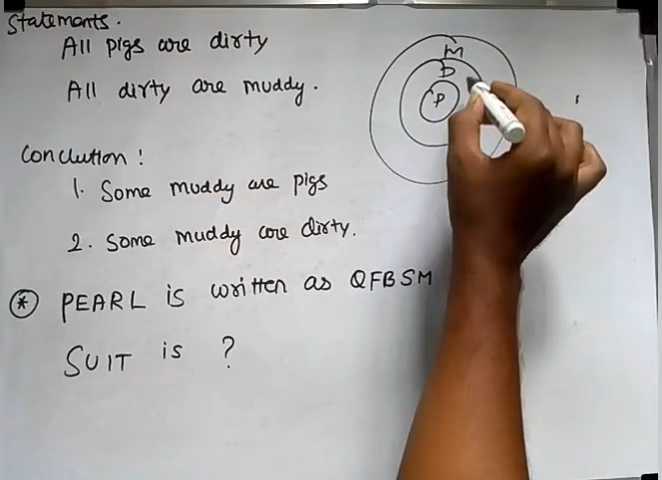 Statements.
All pigs are dirty
All dirty are muddy.
M
D
P
Conclution :
1. Some muddy are pigs
2. Some muddy are dirty.
* PEARL is written as QFBSM
SUIT is ?